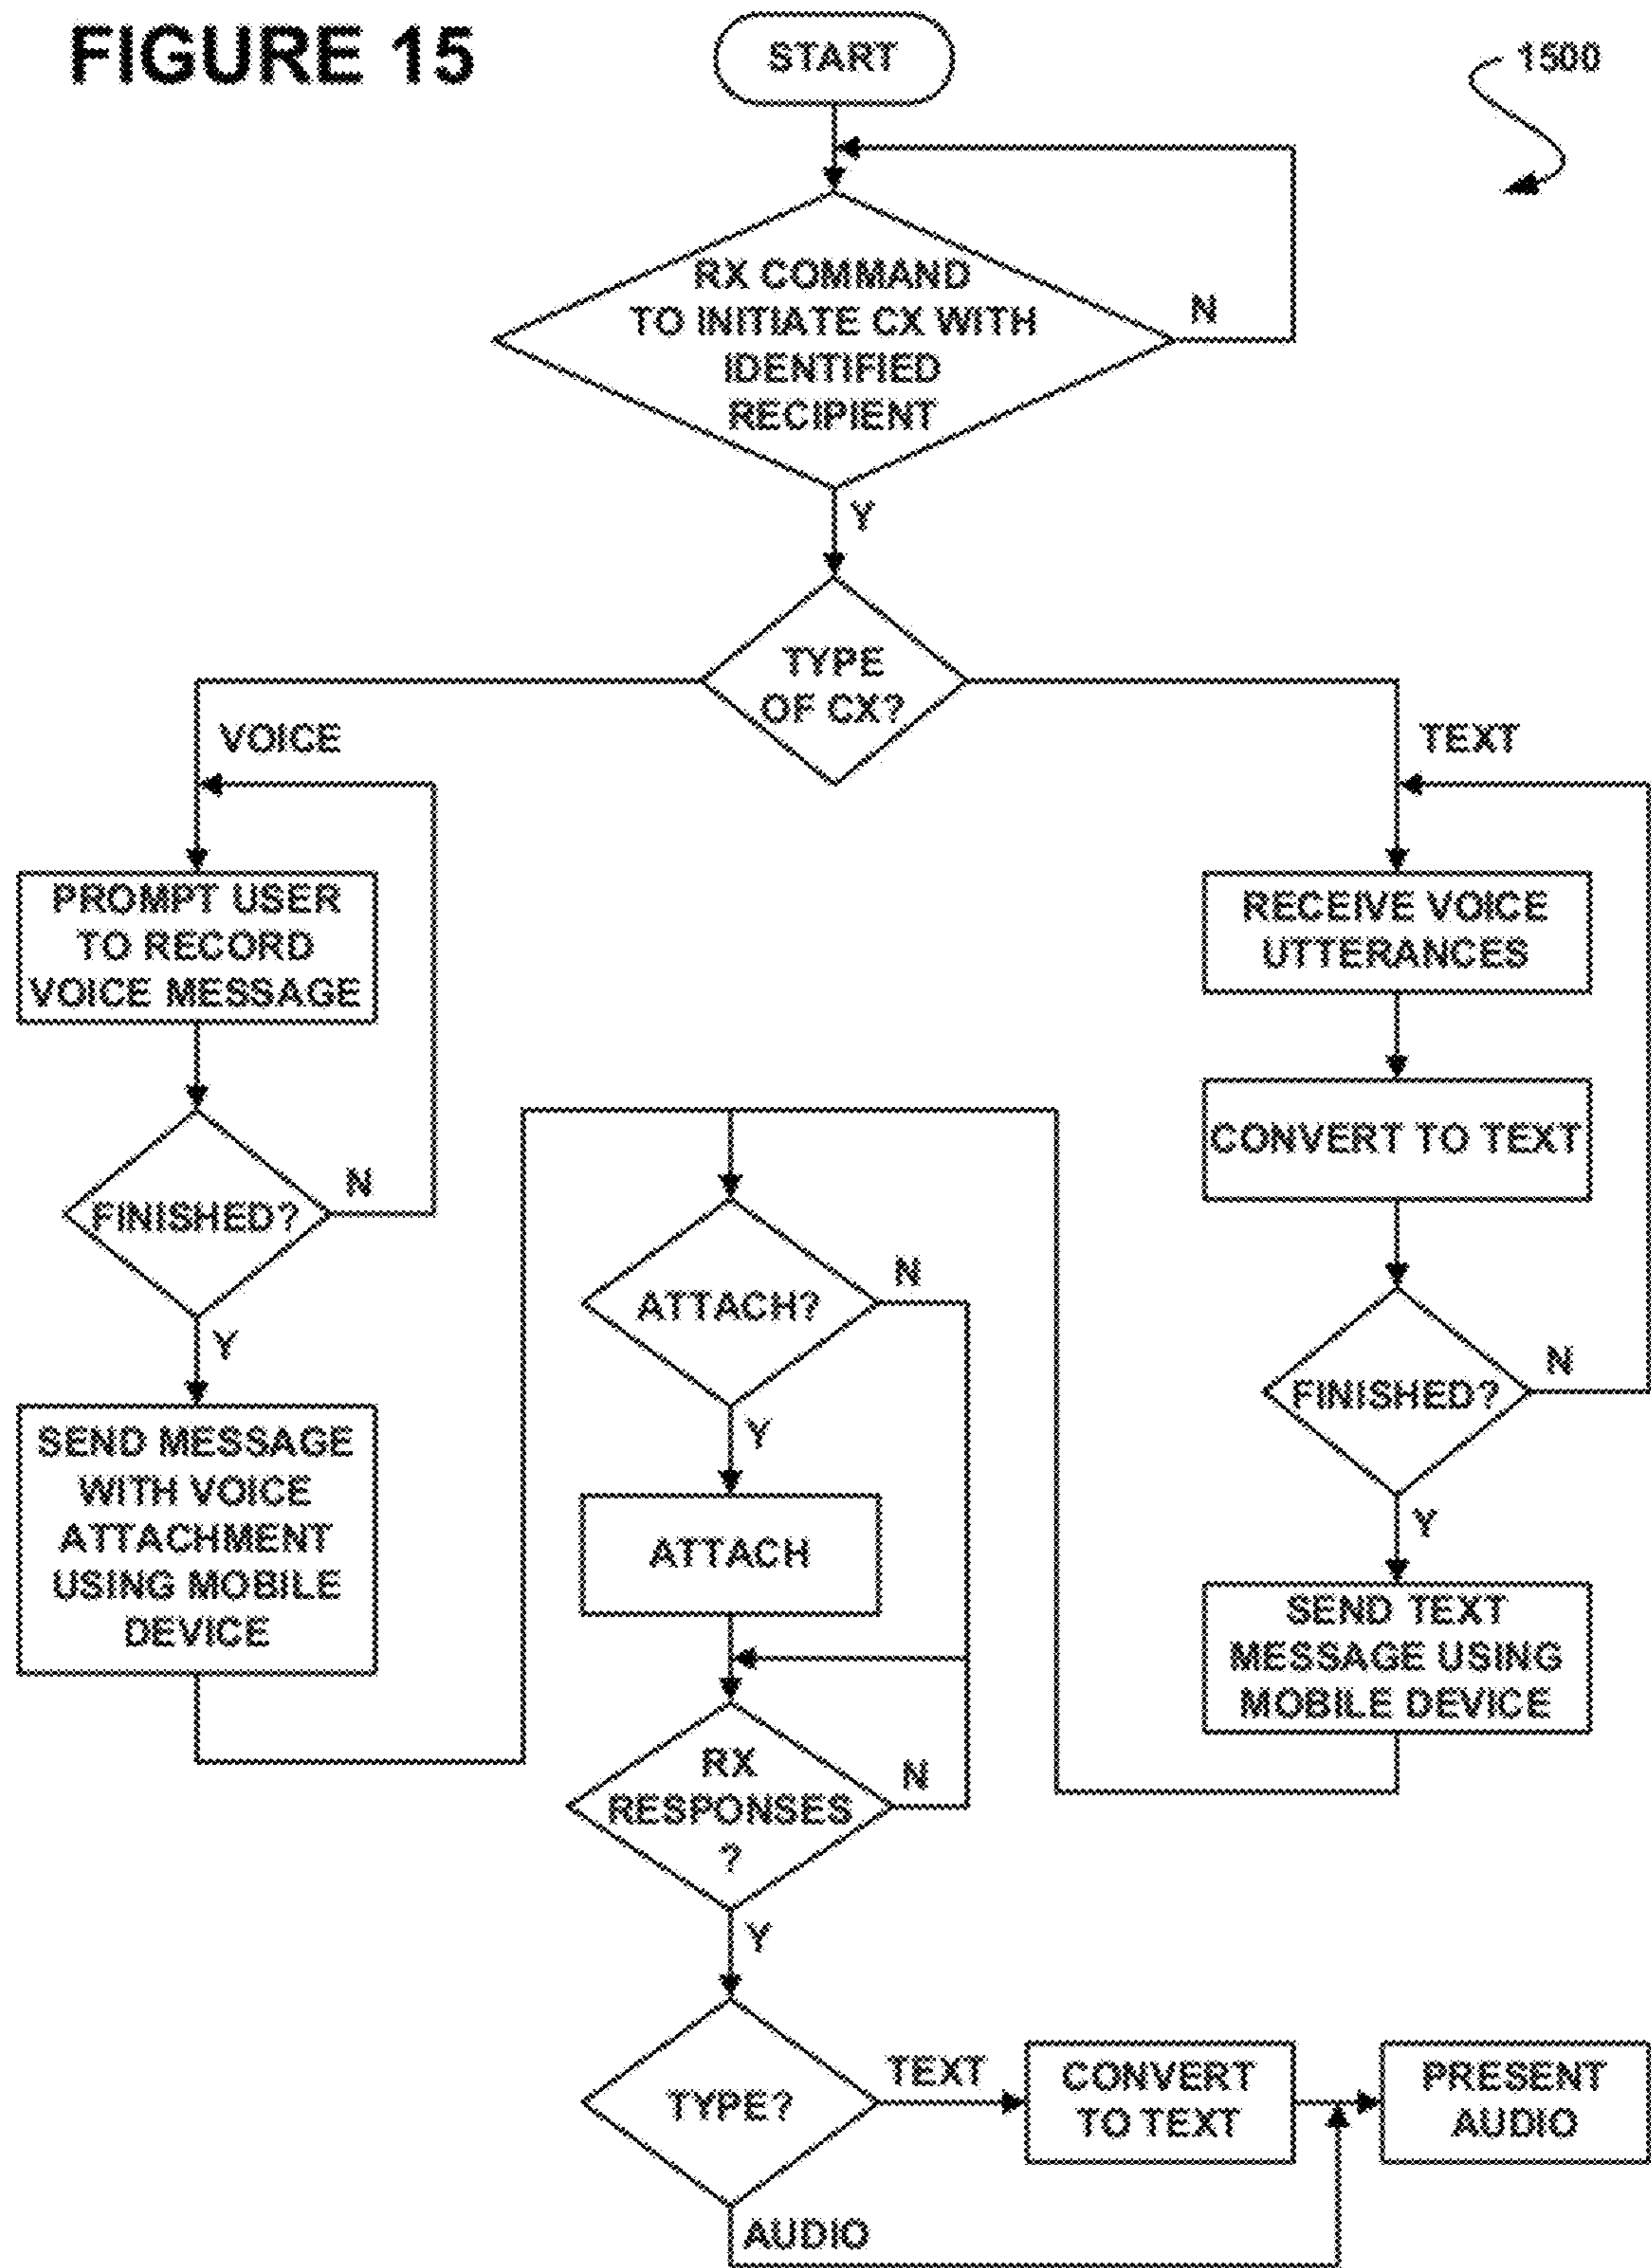 FIGURE 15
START
1500
RX COMMAND
TO INITIATE CX WITH
IDENTIFIED
RECIPIENT
N
Y
TYPE
OF CX?
VOICE
TEXT
PROMPT USER
TO RECORD
VOICE MESSAGE
RECEIVE VOICE
UTTERANCES
CONVERT TO TEXT
FINISHED?
N
Y
ATTACH?
N
Y
FINISHED?
N
Y
SEND MESSAGE
WITH VOICE
ATTACHMENT
USING MOBILE
DEVICE
ATTACH
SEND TEXT
MESSAGE USING
MOBILE DEVICE
RX
RESPONSES
?
N
Y
TYPE?
TEXT
CONVERT
TO TEXT
PRESENT
AUDIO
AUDIO